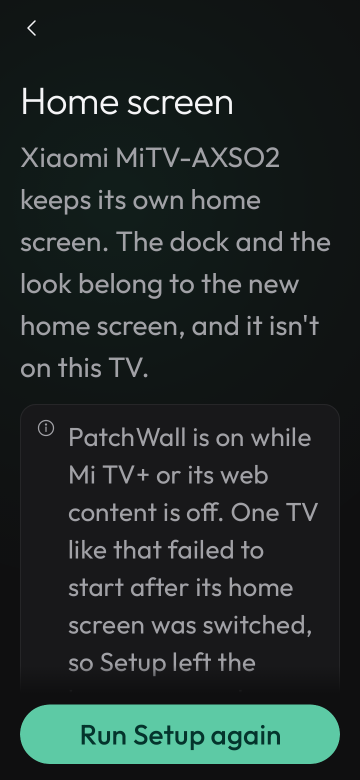 Home screen
Xiaomi MiTV-AXSO2
keeps its own home
screen. The dock and the
look belong to the new
home screen, and it isn't
on this TV.
PatchWall is on while
Mi TV+ or its web
content is off. One TV
like that failed to
start after its home
screen was switched,
so Setup left the
Run Setup again